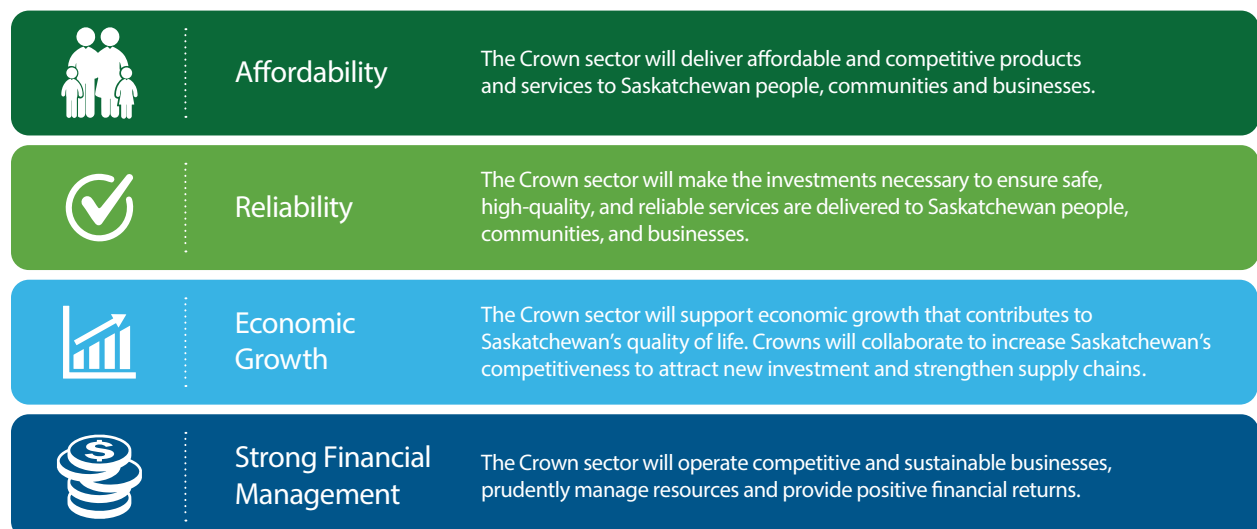 Affordability
The Crown sector will deliver affordable and competitive products
and services to Saskatchewan people, communities and businesses.
Reliability
The Crown sector will make the investments necessary to ensure safe,
high-quality, and reliable services are delivered to Saskatchewan people,
communities, and businesses.
Economic
Growth
The Crown sector will support economic growth that contributes to
Saskatchewan’s quality of life. Crowns will collaborate to increase Saskatchewan’s
competitiveness to attract new investment and strengthen supply chains.
$
Strong Financial
Management
The Crown sector will operate competitive and sustainable businesses,
prudently manage resources and provide positive financial returns.